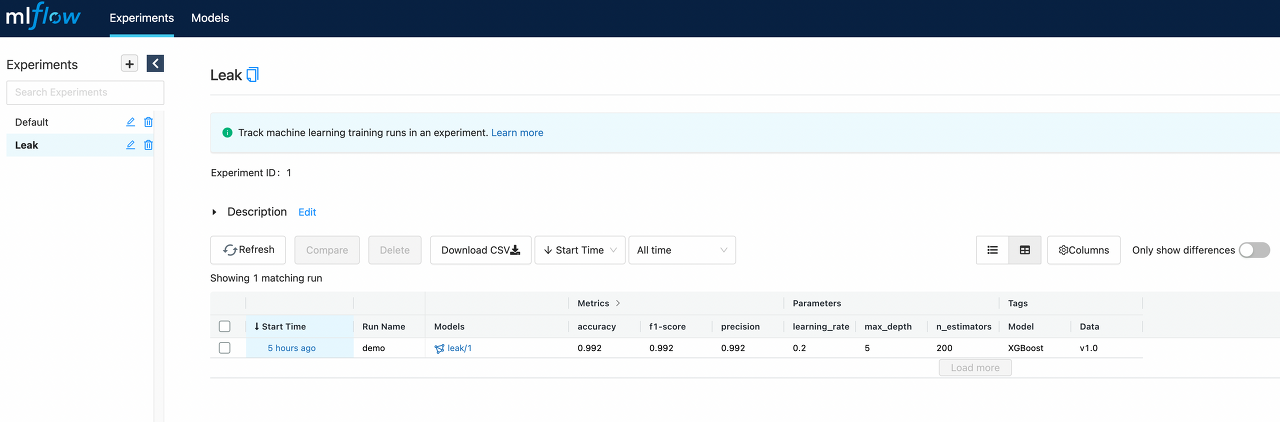 mlflow Experiments Models
Experiments +
Search Experiments
Default
Leak
Leak
Track machine learning training runs in an experiment. Learn more
Experiment ID: 1
Description Edit
Refresh Compare Delete Download CSV Start Time All time Columns Only show differences
Showing 1 matching run
Metrics > Parameters Tags
↓ Start Time Run Name Models accuracy f1-score precision learning_rate max_depth n_estimators Model Data
5 hours ago demo leak/1 0.992 0.992 0.992 0.2 5 200 XGBoost v1.0
Load more